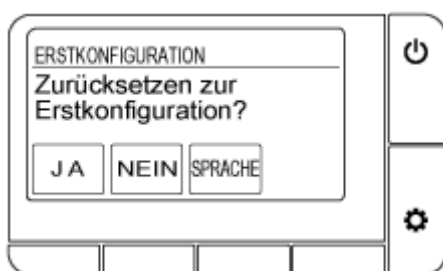 ERSTKONFIGURATION
Zurücksetzen zur
Erstkonfiguration?
JA NEIN SPRACHE